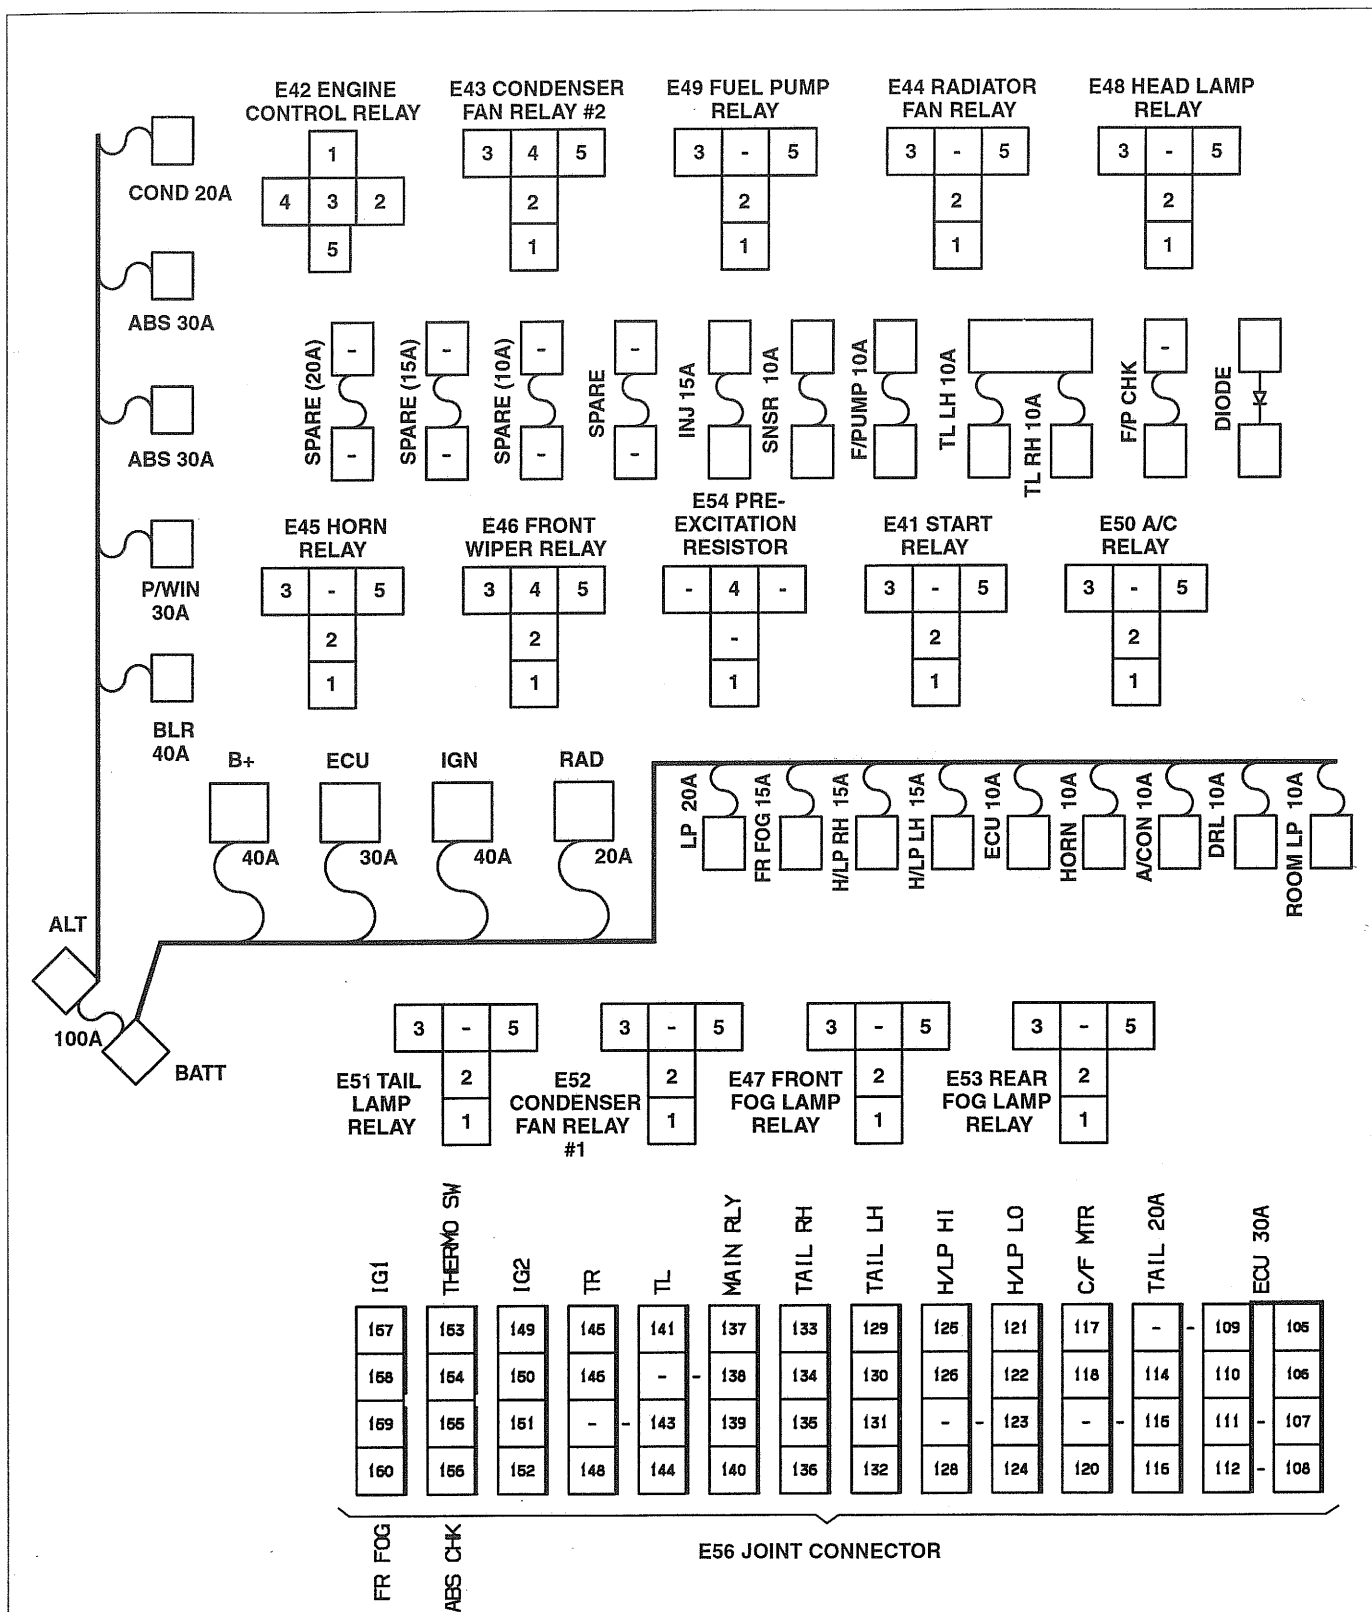 E42 ENGINE
CONTROL RELAY
E43 CONDENSER
FAN RELAY #2
E49 FUEL PUMP
RELAY
E44 RADIATOR
FAN RELAY
E48 HEAD LAMP
RELAY
1
4 3 2
5
3 4 5
2
1
3 - 5
2
1
3 - 5
2
1
3 - 5
2
1
COND 20A
ABS 30A
ABS 30A
P/WIN
30A
BLR
40A
SPARE (20A)
- -
SPARE (15A)
- -
SPARE (10A)
- -
SPARE
- -
INJ 15A
SNSR 10A
F/PUMP 10A
TL LH 10A
TL RH 10A
F/P CHK
-
DIODE
E45 HORN
RELAY
E46 FRONT
WIPER RELAY
E54 PRE-
EXCITATION
RESISTOR
E41 START
RELAY
E50 A/C
RELAY
3 - 5
2
1
3 4 5
2
1
- 4 -
-
1
3 - 5
2
1
3 - 5
2
1
B+
40A
ECU
30A
IGN
40A
RAD
20A
LP 20A
FR FOG 15A
H/LP RH 15A
H/LP LH 15A
ECU 10A
HORN 10A
A/CON 10A
DRL 10A
ROOM LP 10A
ALT
100A
BATT
3 - 5
2
1
E51 TAIL
LAMP
RELAY
3 - 5
2
1
E52
CONDENSER
FAN RELAY
#1
3 - 5
2
1
E47 FRONT
FOG LAMP
RELAY
3 - 5
2
1
E53 REAR
FOG LAMP
RELAY
IG1
THERMO SW
IG2
TR
TL
MAIN RLY
TAIL RH
TAIL LH
H/LP HI
H/LP LO
C/F MTR
TAIL 20A
ECU 30A
157 153 149 145 141 137 133 129 125 121 117 - - 109 105
158 154 150 146 - - 138 134 130 126 122 118 114 110 106
159 155 151 - - 143 139 135 131 - - 123 - - 115 111 - 107
160 156 152 148 144 140 136 132 128 124 120 116 112 - 108
FR FOG
ABS CHK
E56 JOINT CONNECTOR